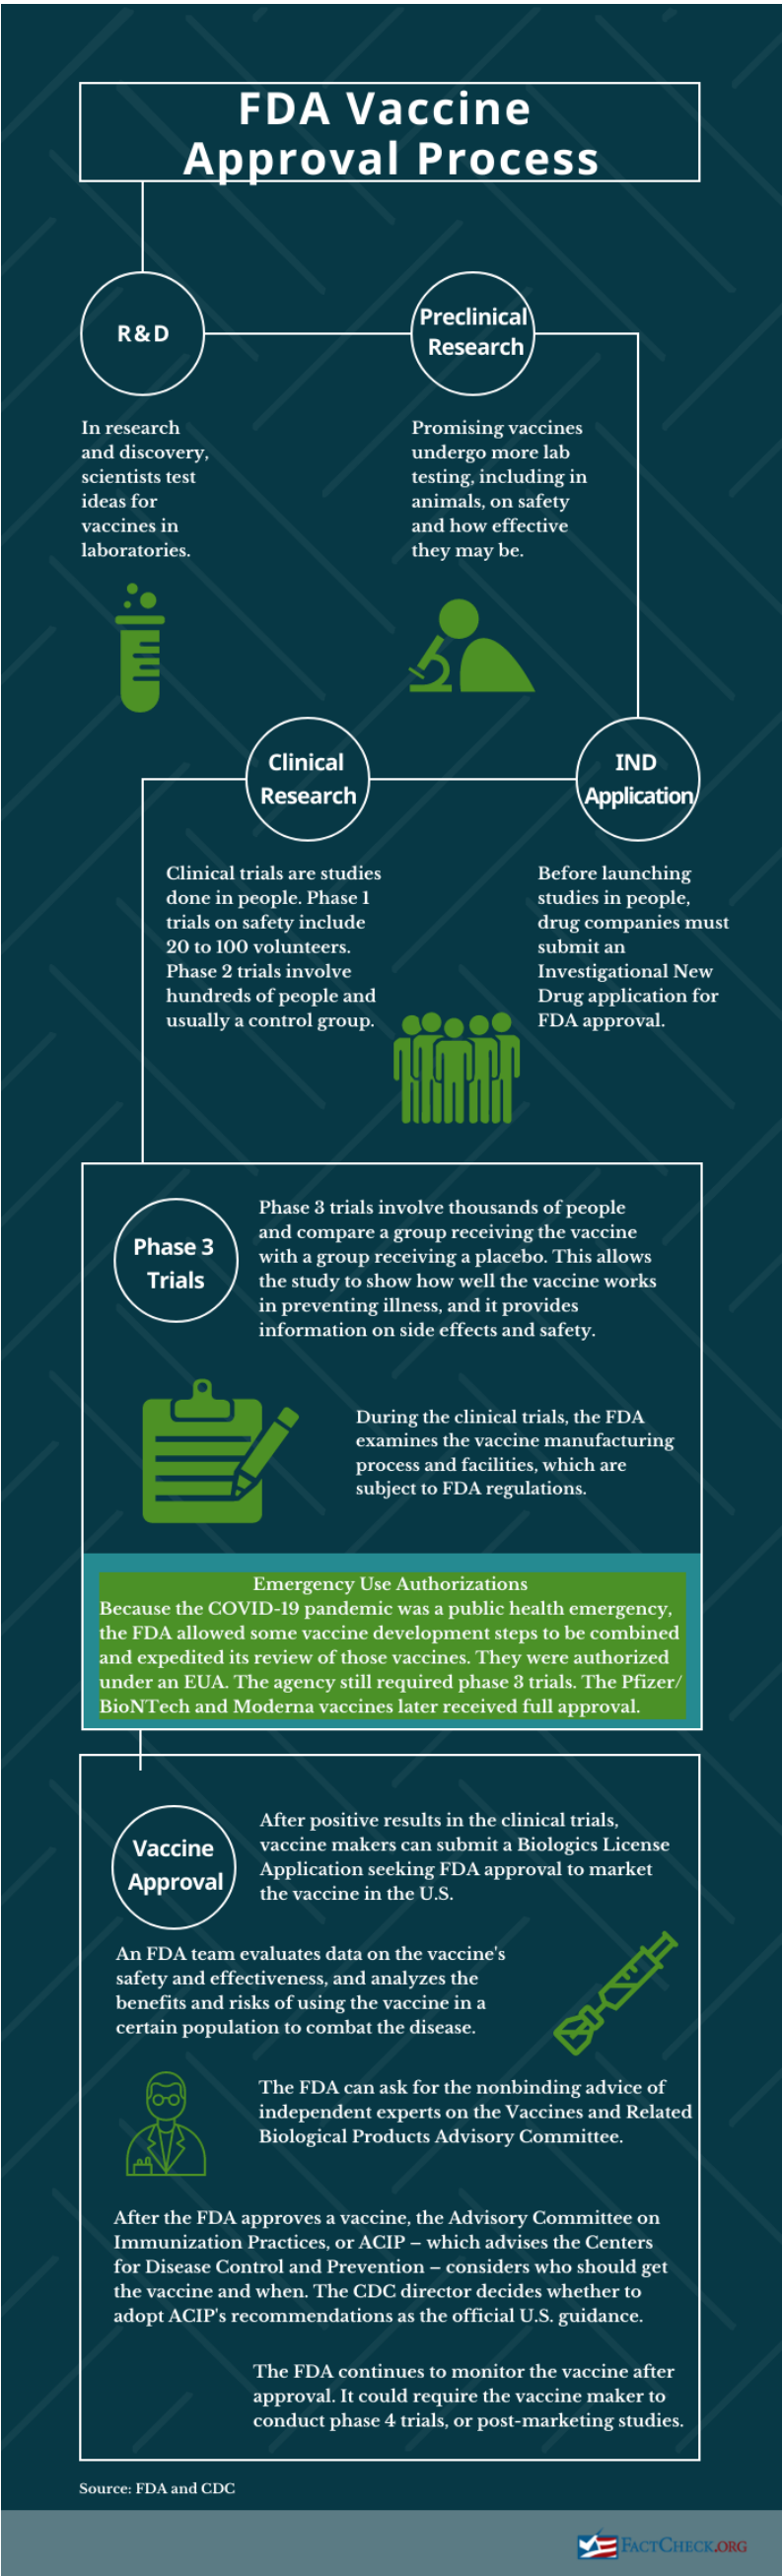 FDA Vaccine
Approval Process
R&D
In research
and discovery,
scientists test
ideas for
vaccines in
laboratories.
Preclinical
Research
Promising vaccines
undergo more lab
testing, including in
animals, on safety
and how effective
they may be.
IND
Application
Before launching
studies in people,
drug companies must
submit an
Investigational New
Drug application for
FDA approval.
Clinical
Research
Clinical trials are studies
done in people. Phase 1
trials on safety include
20 to 100 volunteers.
Phase 2 trials involve
hundreds of people and
usually a control group.
Phase 3
Trials
Phase 3 trials involve thousands of people
and compare a group receiving the vaccine
with a group receiving a placebo. This allows
the study to show how well the vaccine works
in preventing illness, and it provides
information on side effects and safety.
During the clinical trials, the FDA
examines the vaccine manufacturing
process and facilities, which are
subject to FDA regulations.
Emergency Use Authorizations
Because the COVID-19 pandemic was a public health emergency,
the FDA allowed some vaccine development steps to be combined
and expedited its review of those vaccines. They were authorized
under an EUA. The agency still required phase 3 trials. The Pfizer/
BioNTech and Moderna vaccines later received full approval.
Vaccine
Approval
After positive results in the clinical trials,
vaccine makers can submit a Biologics License
Application seeking FDA approval to market
the vaccine in the U.S.
An FDA team evaluates data on the vaccine's
safety and effectiveness, and analyzes the
benefits and risks of using the vaccine in a
certain population to combat the disease.
The FDA can ask for the nonbinding advice of
independent experts on the Vaccines and Related
Biological Products Advisory Committee.
After the FDA approves a vaccine, the Advisory Committee on
Immunization Practices, or ACIP – which advises the Centers
for Disease Control and Prevention – considers who should get
the vaccine and when. The CDC director decides whether to
adopt ACIP's recommendations as the official U.S. guidance.
The FDA continues to monitor the vaccine after
approval. It could require the vaccine maker to
conduct phase 4 trials, or post-marketing studies.
Source: FDA and CDC
FACTCHECK.ORG